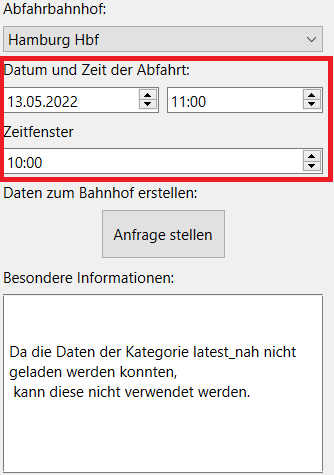 Abfahrbahnhof:
Hamburg Hbf
Datum und Zeit der Abfahrt:
13.05.2022 11:00
Zeitfenster
10:00
Daten zum Bahnhof erstellen:
Anfrage stellen
Besondere Informationen:
Da die Daten der Kategorie latest_nah nicht
geladen werden konnten,
kann diese nicht verwendet werden.